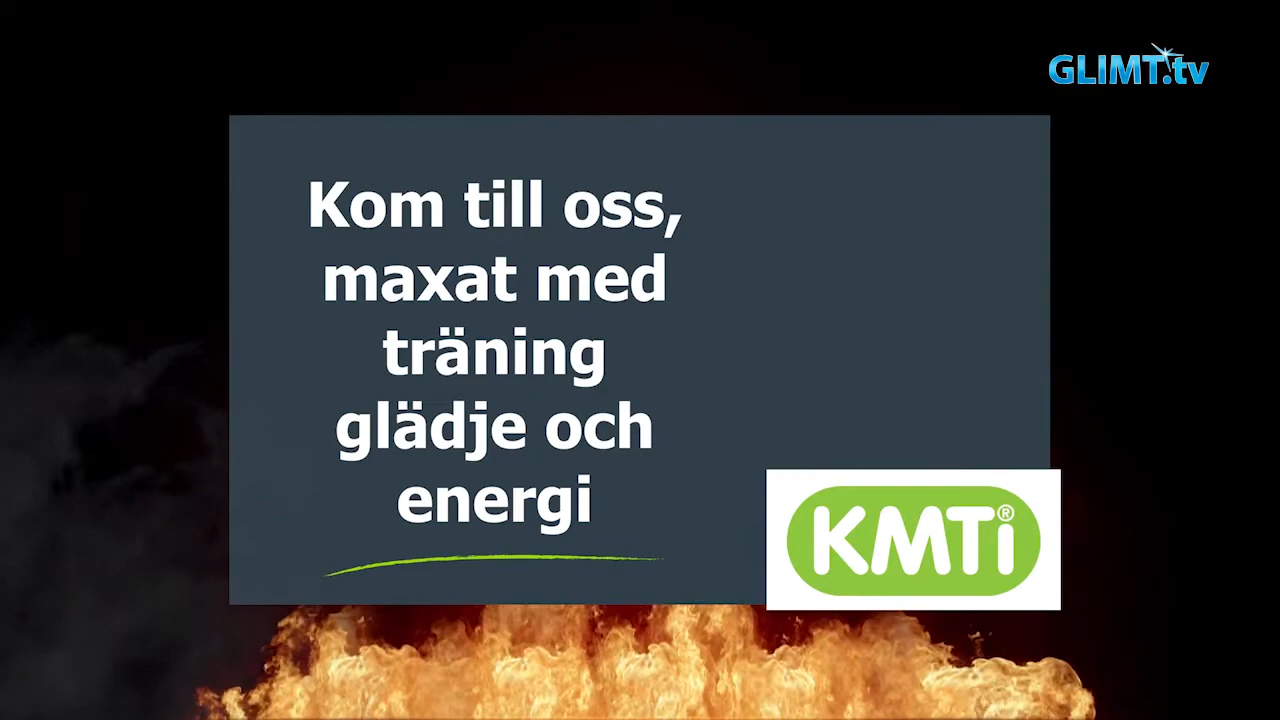 GLIMT.tv
Kom till oss,
maxat med
träning
glädje och
energi
KMTi®